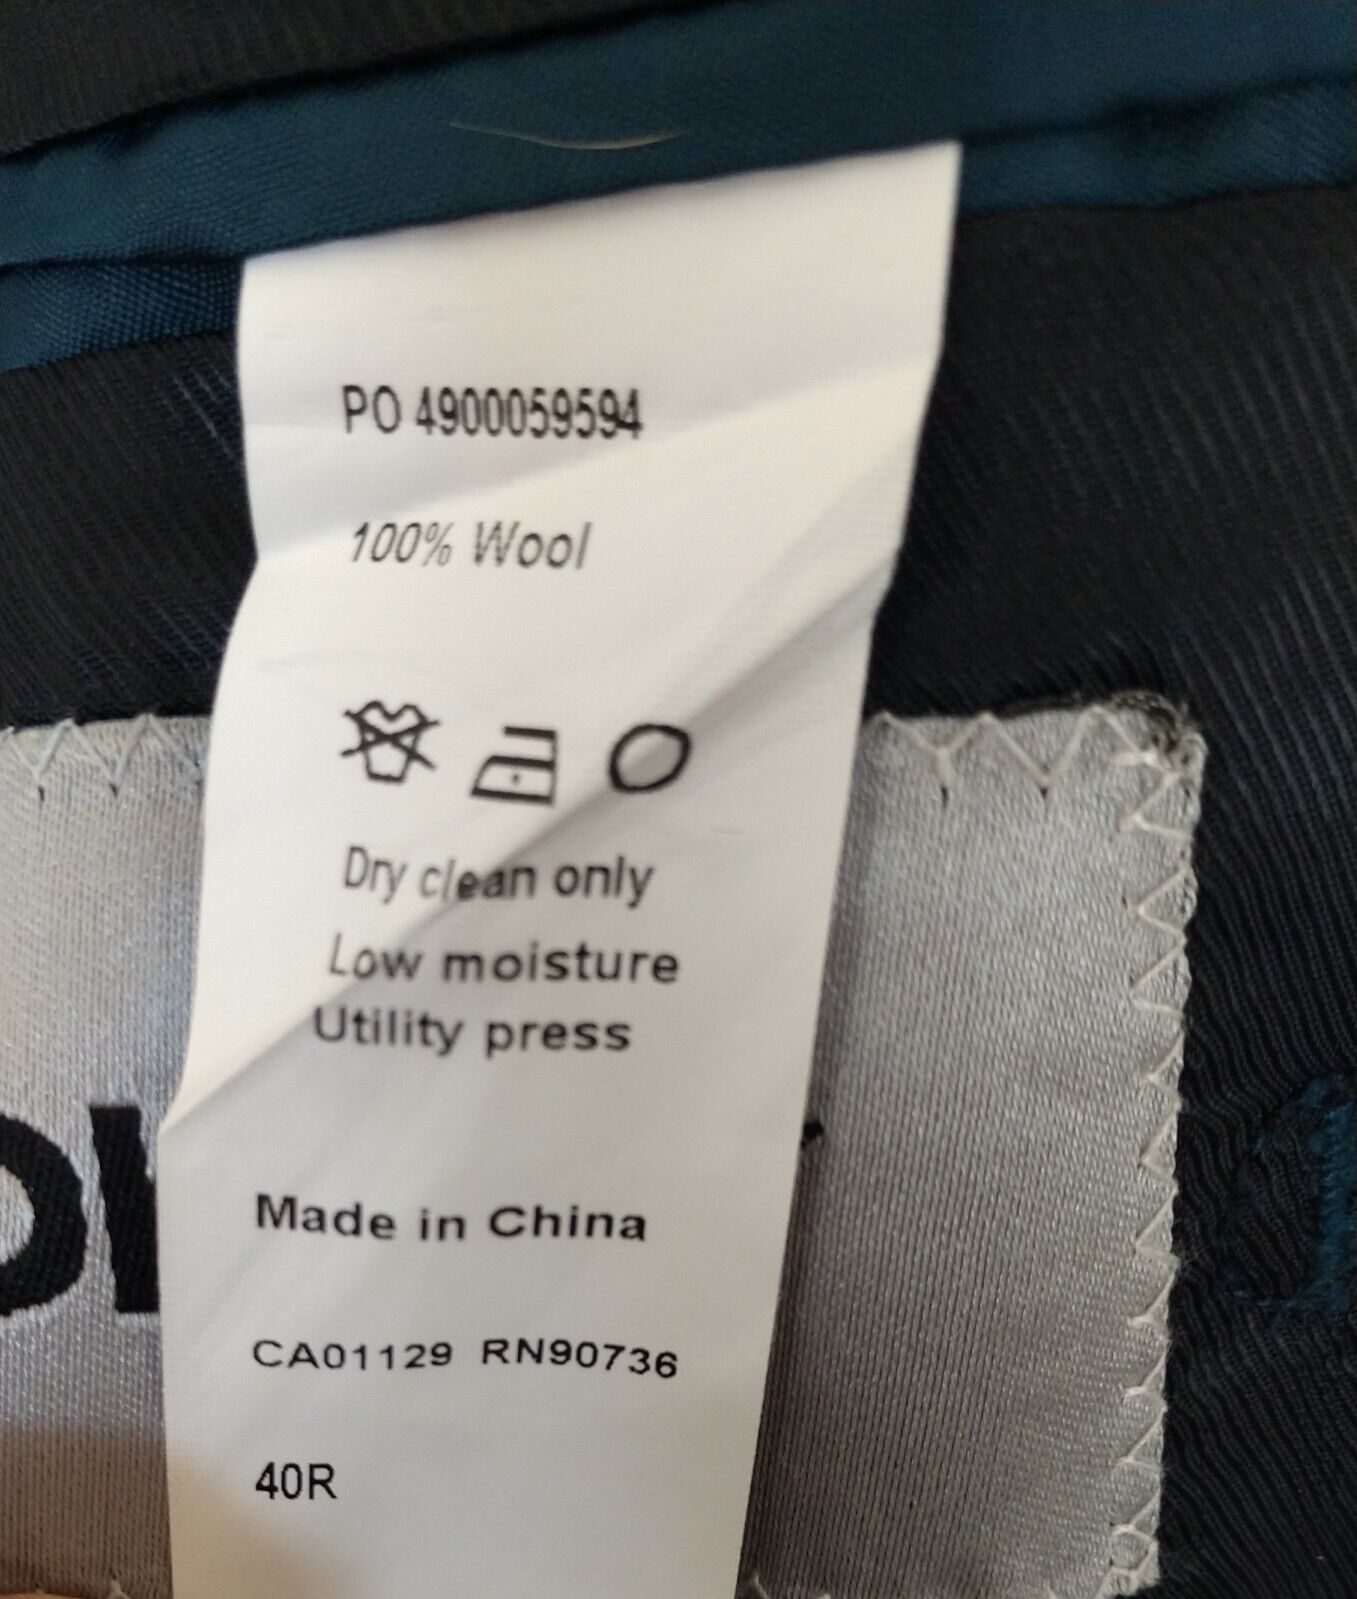 PO 4900059594
100% Wool
Dry clean only
Low moisture
Utility press
Made in China
CA01129 RN90736
40R